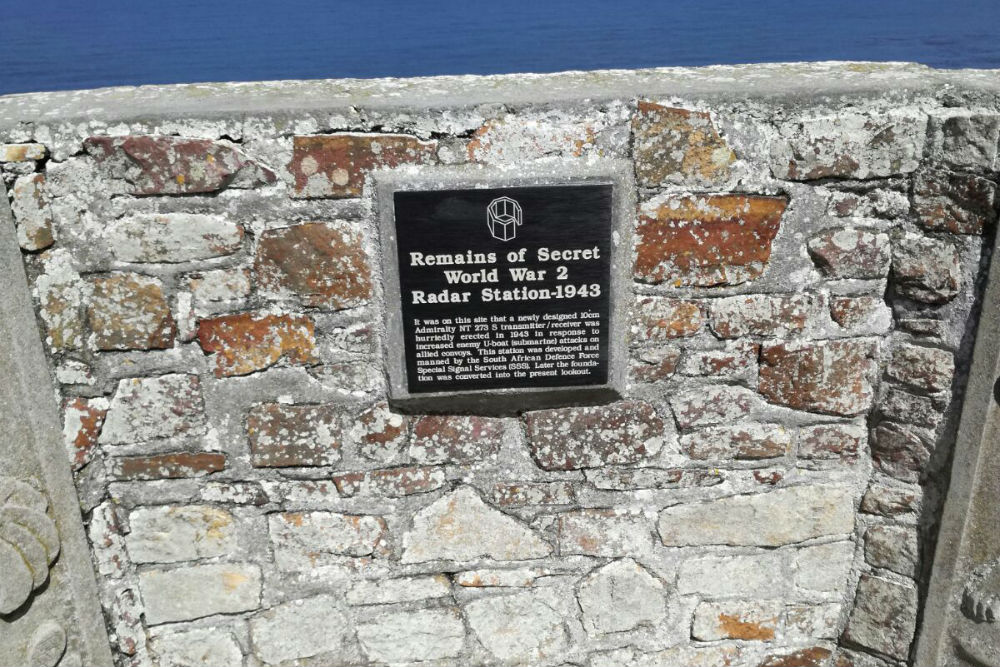 Remains of Secret
World War 2
Radar Station-1943
It was on this site that a newly designed 10cm
Admiralty NT 273 S transmitter/receiver was
hurriedly erected in 1943 in response to
increased enemy U-boat (submarine) attacks on
allied convoys. This station was developed and
manned by the South African Defence Force
Special Signal Services (SSS). Later the founda-
tion was converted into the present lookout.